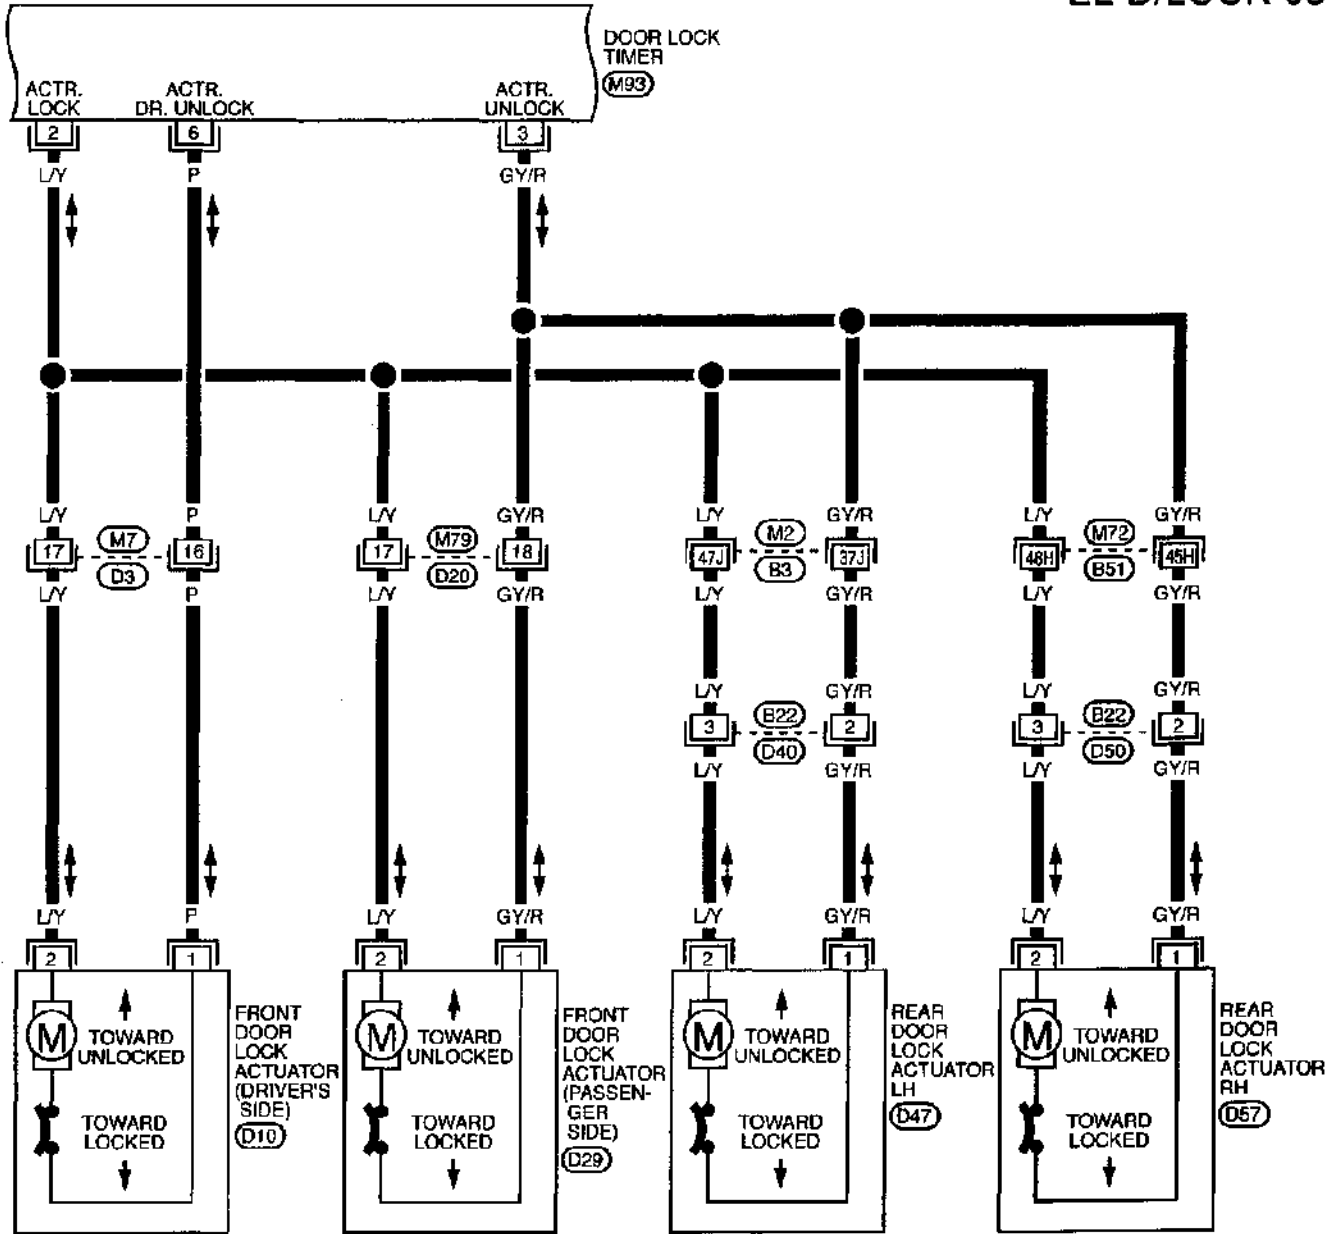 DOOR LOCK
TIMER
M93
ACTR.
LOCK
ACTR.
DR. UNLOCK
ACTR.
UNLOCK
2
6
3
L/Y
P
GY/R
L/Y
P
L/Y
GY/R
L/Y
GY/R
L/Y
GY/R
17
M7
D3
16
17
M79
D20
18
47J
M2
B3
37J
46H
M72
B51
45H
L/Y
P
L/Y
GY/R
L/Y
GY/R
L/Y
GY/R
L/Y
GY/R
L/Y
GY/R
3
B22
D40
2
3
B22
D50
2
L/Y
GY/R
L/Y
GY/R
L/Y
P
L/Y
GY/R
L/Y
GY/R
L/Y
GY/R
2
1
2
1
2
1
2
1
M
TOWARD
UNLOCKED
TOWARD
LOCKED
FRONT
DOOR
LOCK
ACTUATOR
(DRIVER'S
SIDE)
D10
M
TOWARD
UNLOCKED
TOWARD
LOCKED
FRONT
DOOR
LOCK
ACTUATOR
(PASSEN-
GER
SIDE)
D29
M
TOWARD
UNLOCKED
TOWARD
LOCKED
REAR
DOOR
LOCK
ACTUATOR
LH
D47
M
TOWARD
UNLOCKED
TOWARD
LOCKED
REAR
DOOR
LOCK
ACTUATOR
RH
D57